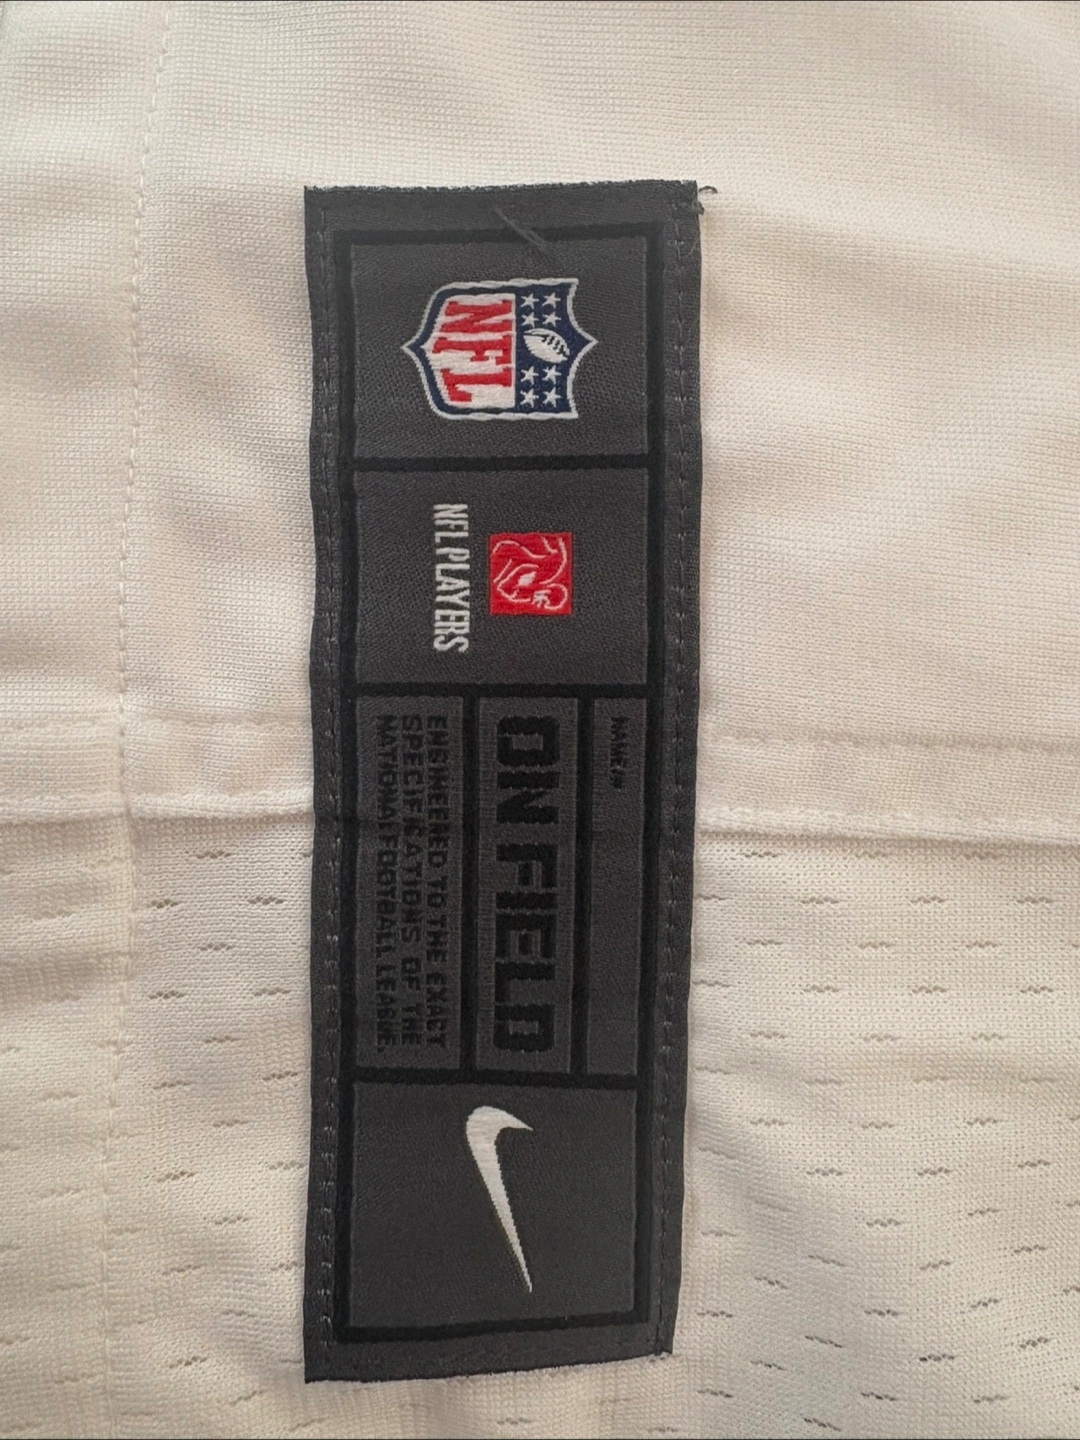 NFL
NFL PLAYERS
NAME/#
ON FIELD
ENGINEERED TO THE EXACT
SPECIFICATIONS OF THE
NATIONAL FOOTBALL LEAGUE.